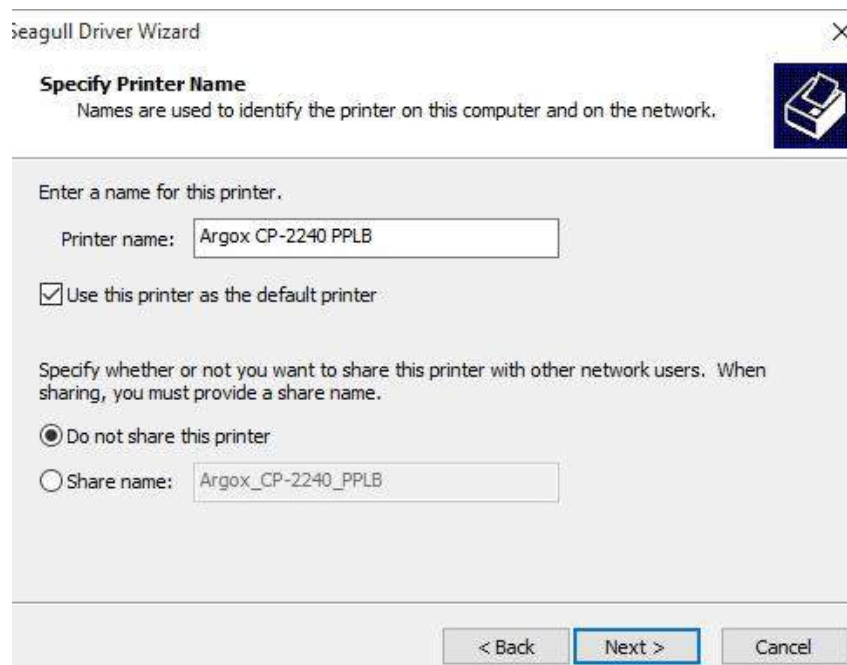 Seagull Driver Wizard
Specify Printer Name
Names are used to identify the printer on this computer and on the network.
Enter a name for this printer.
Printer name: Argox CP-2240 PPLB
Use this printer as the default printer
Specify whether or not you want to share this printer with other network users. When
sharing, you must provide a share name.
Do not share this printer
Share name: Argox_CP-2240_PPLB
< Back Next > Cancel